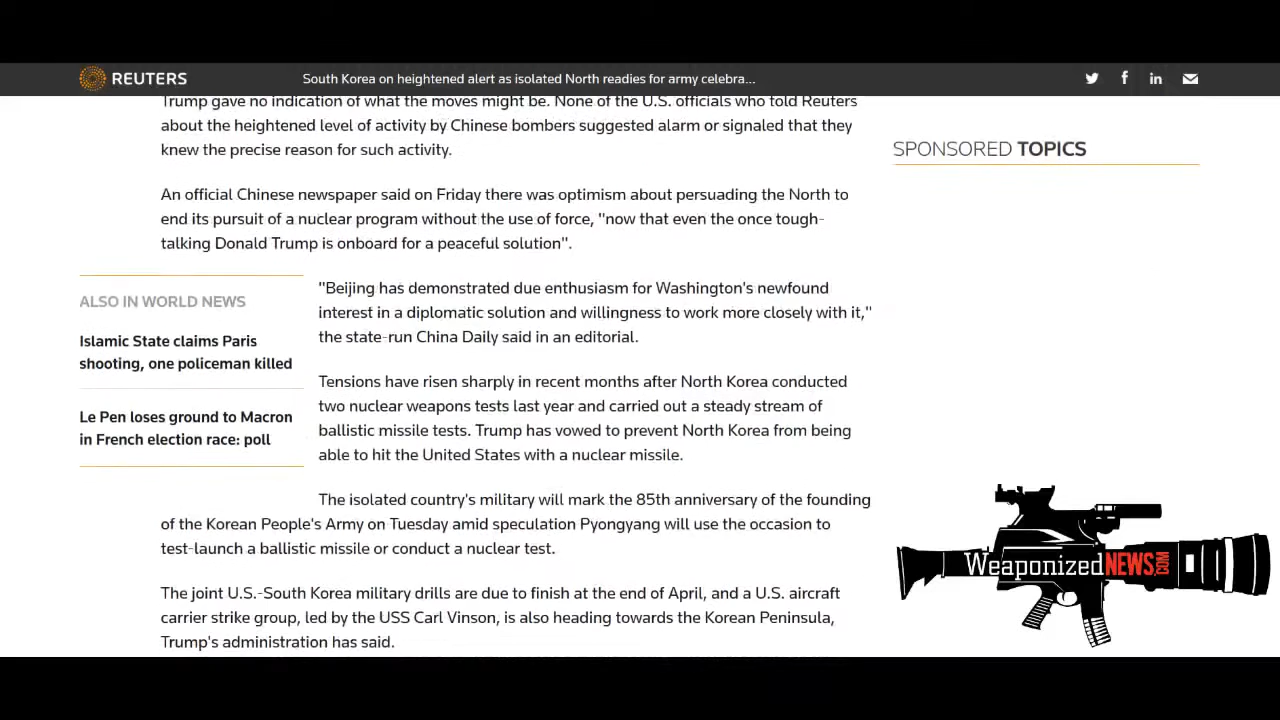 REUTERS
South Korea on heightened alert as isolated North readies for army celebra...
Trump gave no indication of what the moves might be. None of the U.S. officials who told Reuters
about the heightened level of activity by Chinese bombers suggested alarm or signaled that they
knew the precise reason for such activity.
SPONSORED TOPICS
An official Chinese newspaper said on Friday there was optimism about persuading the North to
end its pursuit of a nuclear program without the use of force, "now that even the once tough-
talking Donald Trump is onboard for a peaceful solution".
ALSO IN WORLD NEWS
Islamic State claims Paris
shooting, one policeman killed
Le Pen loses ground to Macron
in French election race: poll
"Beijing has demonstrated due enthusiasm for Washington's newfound
interest in a diplomatic solution and willingness to work more closely with it,"
the state-run China Daily said in an editorial.
Tensions have risen sharply in recent months after North Korea conducted
two nuclear weapons tests last year and carried out a steady stream of
ballistic missile tests. Trump has vowed to prevent North Korea from being
able to hit the United States with a nuclear missile.
The isolated country's military will mark the 85th anniversary of the founding
of the Korean People's Army on Tuesday amid speculation Pyongyang will use the occasion to
test-launch a ballistic missile or conduct a nuclear test.
The joint U.S.-South Korea military drills are due to finish at the end of April, and a U.S. aircraft
carrier strike group, led by the USS Carl Vinson, is also heading towards the Korean Peninsula,
Trump's administration has said.
WeaponizedNEWS.COM